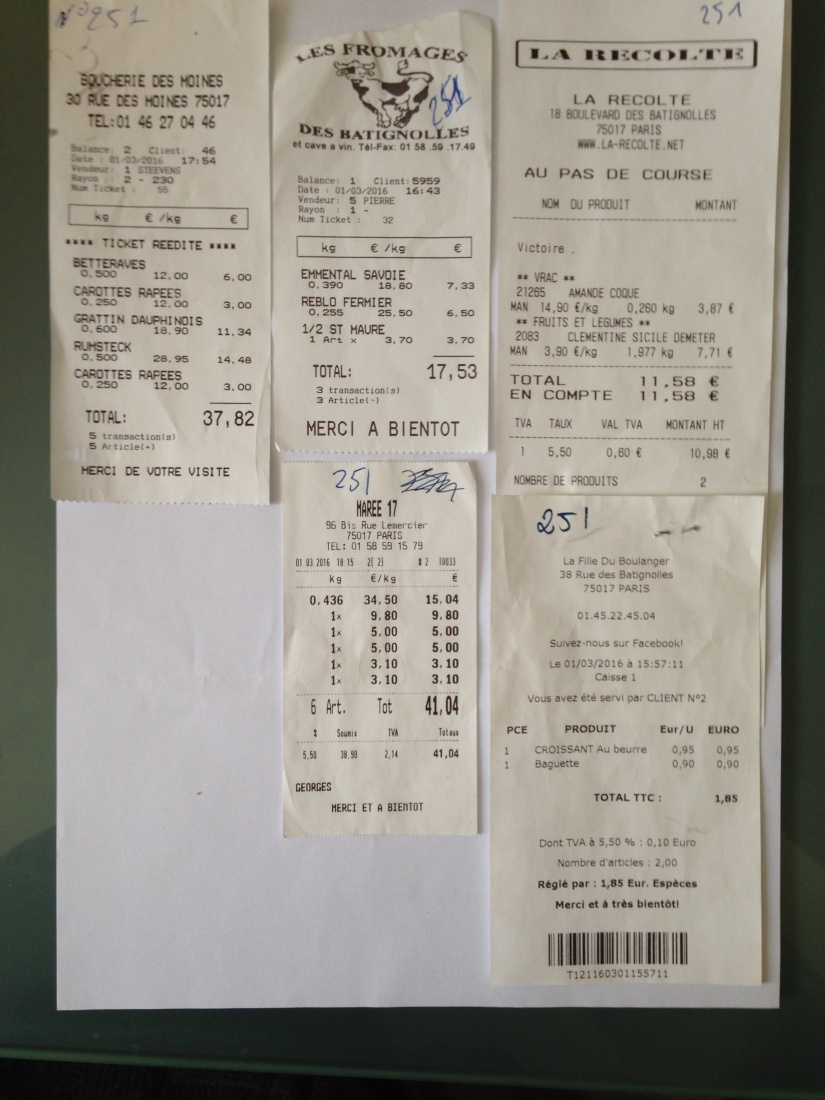 N° 251
BOUCHERIE DES MOINES
30 RUE DES MOINES 75017
TEL:01 46 27 04 46
Balance: 2 Client: 46
Date : 01/03/2016 17:54
Vendeur: 1 STEEVENS
Rayon : 2 - 230
Num Ticket : 55
kg € /kg €
**** TICKET REEDITE ****
BETTERAVES
0,500 12,00 6,00
CAROTTES RAPEES
0,250 12,00 3,00
GRATTIN DAUPHINOIS
0,600 18,90 11,34
RUMSTECK
0,500 28,95 14,48
CAROTTES RAPEES
0,250 12,00 3,00
TOTAL: 37,82
5 transaction(s)
5 Article(-)
MERCI DE VOTRE VISITE
LES FROMAGES
251
DES BATIGNOLLES
et cave a vin. Tél-Fax: 01 58 .59 .17.49
Balance: 1 Client:5959
Date : 01/03/2016 16:43
Vendeur: 5 PIERRE
Rayon : 1 -
Num Ticket : 32
kg € /kg €
EMMENTAL SAVOIE
0,390 18,80 7,33
REBLO FERMIER
0,255 25,50 6,50
1/2 ST MAURE
1 Art x 3,70 3,70
TOTAL: 17,53
3 transaction(s)
3 Article(-)
MERCI A BIENTOT
251
LA RECOLTE
LA RECOLTE
18 BOULEVARD DES BATIGNOLLES
75017 PARIS
WWW.LA-RECOLTE.NET
AU PAS DE COURSE
NOM DU PRODUIT MONTANT
Victoire .
** VRAC **
21265 AMANDE COQUE
MAN 14,90 €/kg 0,260 kg 3,87 €
** FRUITS ET LEGUMES **
2083 CLEMENTINE SICILE DEMETER
MAN 3,90 €/kg 1,977 kg 7,71 €
TOTAL 11,58 €
EN COMPTE 11,58 €
TVA TAUX VAL TVA MONTANT HT
1 5,50 0,60 € 10,98 €
NOMBRE DE PRODUITS 2
251
MAREE 17
96 Bis Rue Lemercier
75017 PARIS
TEL: 01 58 59 15 79
01 03 2016 18:15 2( 2) # 2 T0033
kg €/kg €
0,436 34,50 15,04
1x 9,80 9,80
1x 5,00 5,00
1x 5,00 5,00
1x 3,10 3,10
1x 3,10 3,10
6 Art. Tot 41,04
% Soumis TVA Totaux
5,50 38,90 2,14 41,04
GEORGES
MERCI ET A BIENTOT
251
La Fille Du Boulanger
38 Rue des Batignolles
75017 PARIS
01.45.22.45.04
Suivez-nous sur Facebook!
Le 01/03/2016 à 15:57:11
Caisse 1
Vous avez été servi par CLIENT N°2
PCE PRODUIT Eur/U EURO
1 CROISSANT Au beurre 0,95 0,95
1 Baguette 0,90 0,90
TOTAL TTC : 1,85
Dont TVA à 5,50 % : 0,10 Euro
Nombre d'articles : 2,00
Réglé par : 1,85 Eur. Espèces
Merci et à très bientôt!
T121160301155711